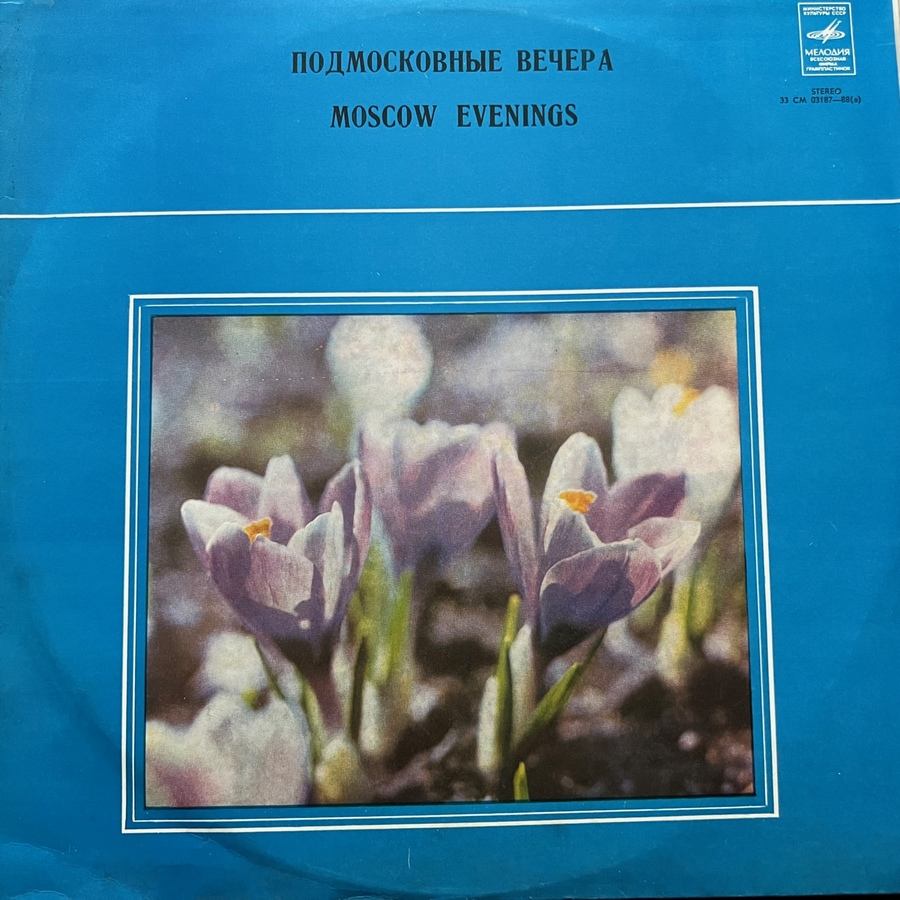 ПОДМОСКОВНЫЕ ВЕЧЕРА
MOSCOW EVENINGS
МИНИСТЕРСТВО
КУЛЬТУРЫ СССР
МЕЛОДИЯ
ВСЕСОЮЗНАЯ
ФИРМА
ГРАМПЛАСТИНОК
STEREO
33 СМ 03187—88(а)